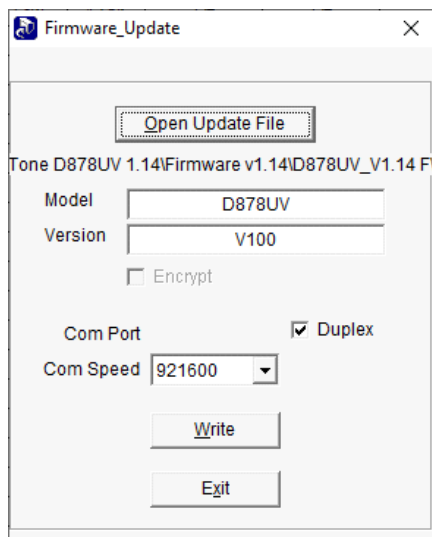 Firmware_Update
Open Update File
Tone D878UV 1.14\Firmware v1.14\D878UV_V1.14 F
Model D878UV
Version V100
Encrypt
Com Port
Duplex
Com Speed 921600
Write
Exit